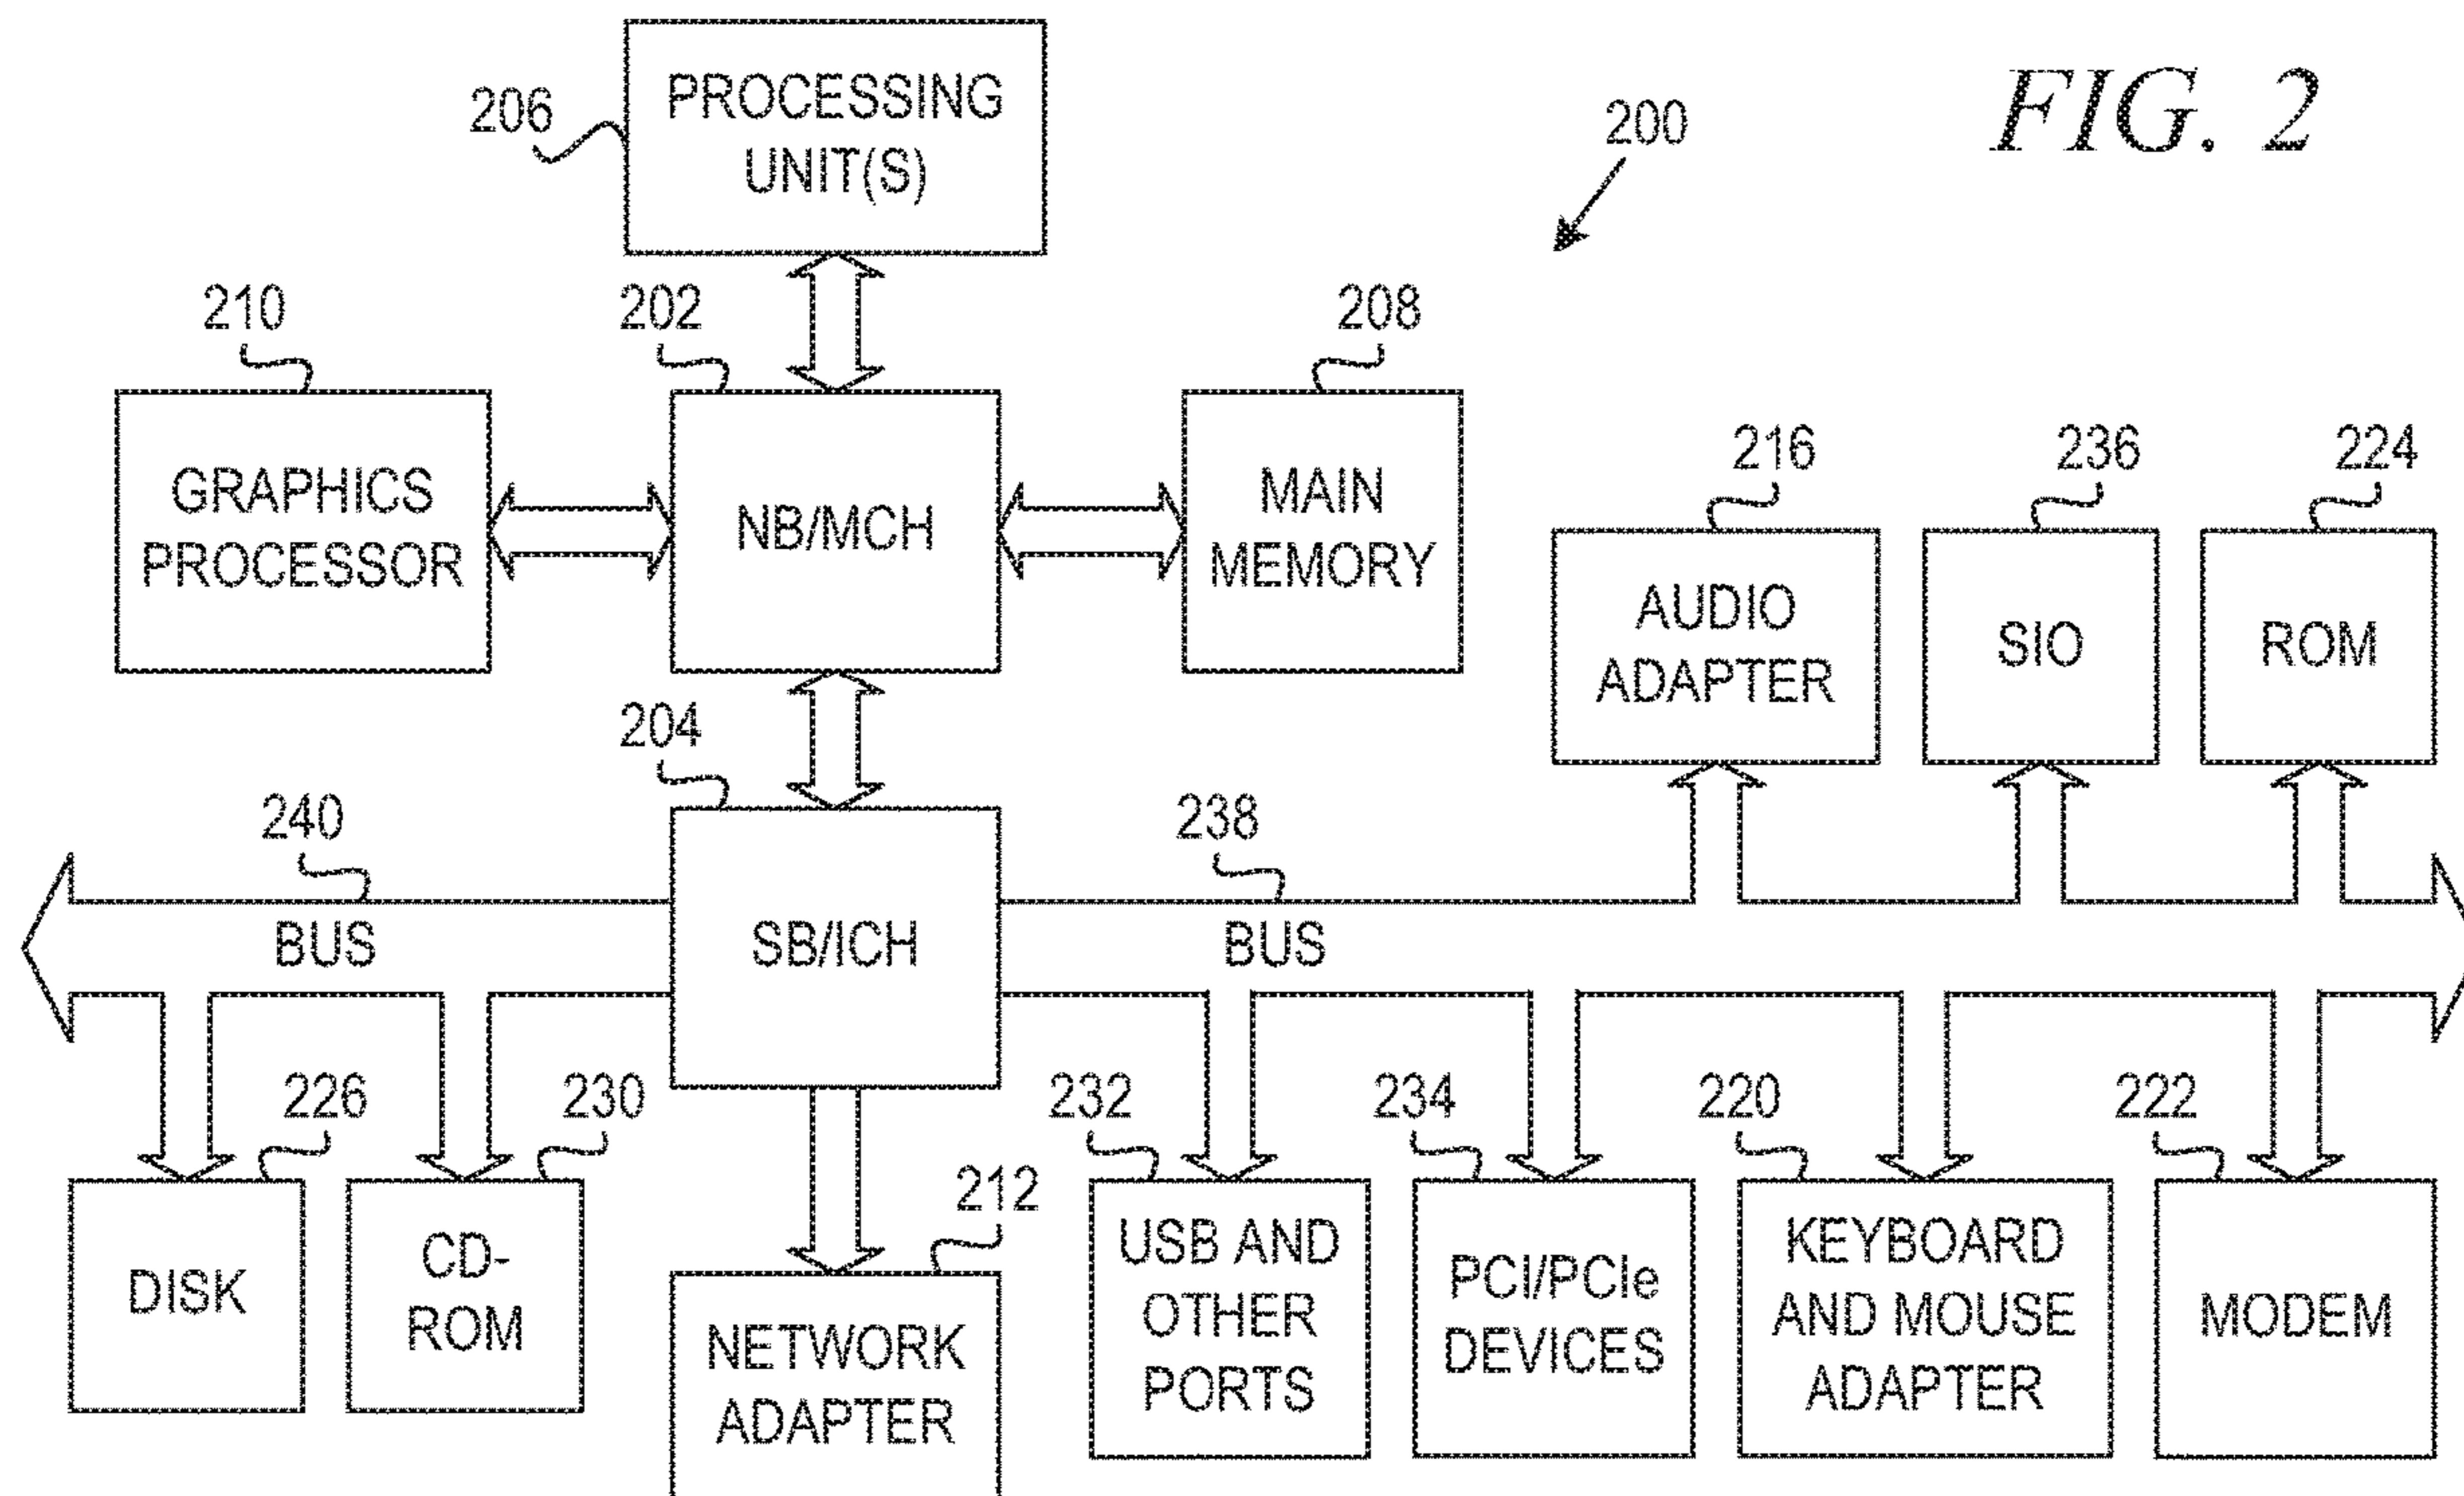 FIG. 2
200
206
PROCESSING
UNIT(S)
210
202
208
GRAPHICS
PROCESSOR
NB/MCH
MAIN
MEMORY
216
236
224
AUDIO
ADAPTER
SIO
ROM
204
240
238
BUS
SB/ICH
BUS
226
230
212
232
234
220
222
DISK
CD-
ROM
NETWORK
ADAPTER
USB AND
OTHER
PORTS
PCI/PCIe
DEVICES
KEYBOARD
AND MOUSE
ADAPTER
MODEM